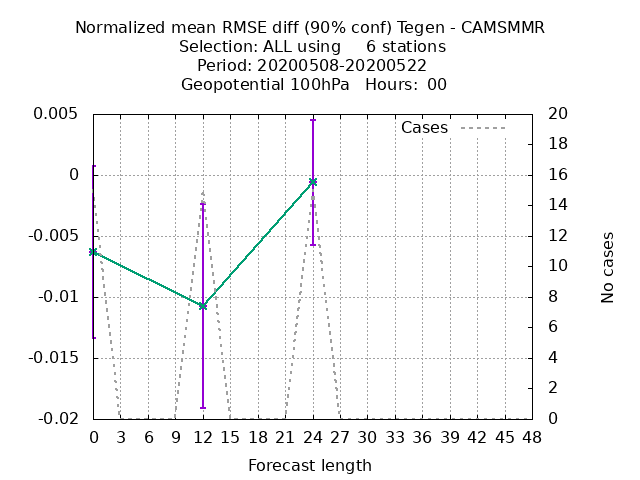 Normalized mean RMSE diff (90% conf) Tegen - CAMSMMR
Selection: ALL using     6 stations
Period: 20200508-20200522
Geopotential 100hPa   Hours:  00
Cases
0.005
0
-0.005
-0.01
-0.015
-0.02
20
18
16
14
12
10
8
6
4
2
0
No cases
0 3 6 9 12 15 18 21 24 27 30 33 36 39 42 45 48
Forecast length